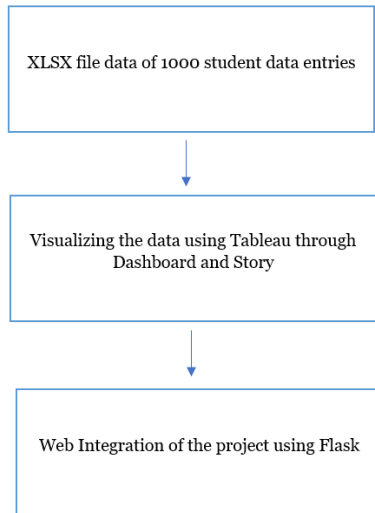 XLSX file data of 1000 student data entries
Visualizing the data using Tableau through
Dashboard and Story
Web Integration of the project using Flask